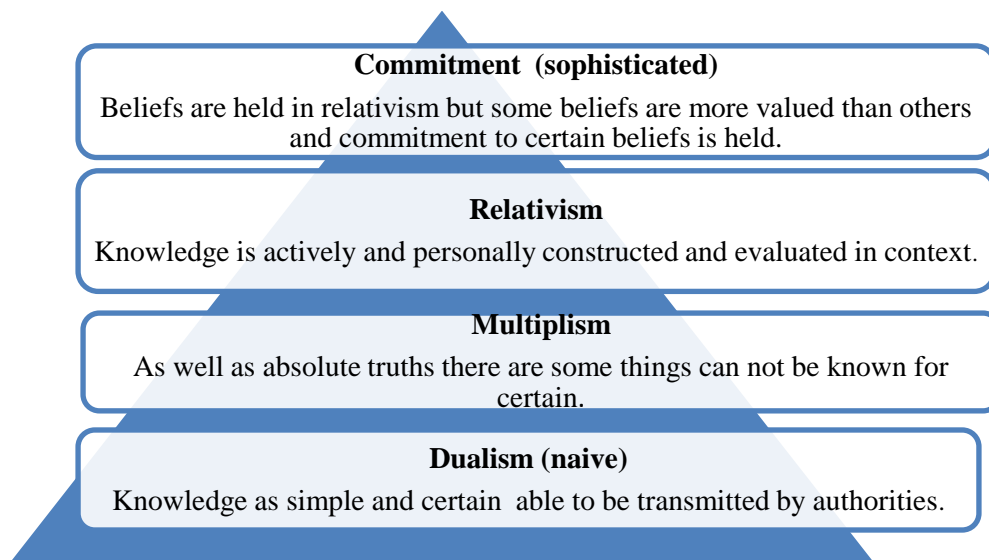 Commitment  (sophisticated)
Beliefs are held in relativism but some beliefs are more valued than others
and commitment to certain beliefs is held.
Relativism
Knowledge is actively and personally constructed and evaluated in context.
Multiplism
As well as absolute truths there are some things can not be known for
certain.
Dualism (naive)
Knowledge as simple and certain  able to be transmitted by authorities.